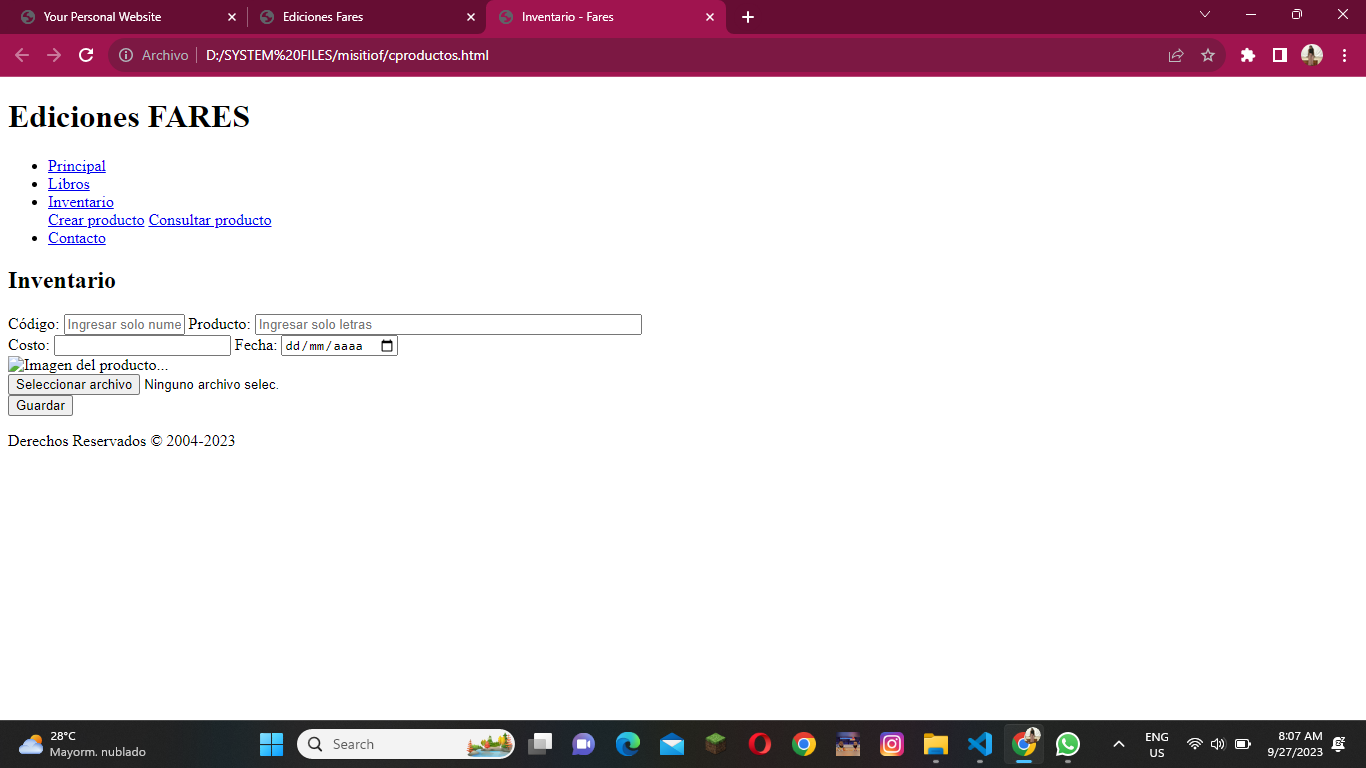 Your Personal Website
Ediciones Fares
Inventario - Fares
Archivo
D:/SYSTEM%20FILES/misitiof/cproductos.html
Ediciones FARES
Principal
Libros
Inventario
Crear producto Consultar producto
Contacto
Inventario
Código: Ingresar solo nume Producto: Ingresar solo letras
Costo: Fecha: dd/mm/aaaa
Imagen del producto...
Seleccionar archivo Ninguno archivo selec.
Guardar
Derechos Reservados © 2004-2023
28°C
Mayorm. nublado
Search
ENG
US
8:07 AM
9/27/2023